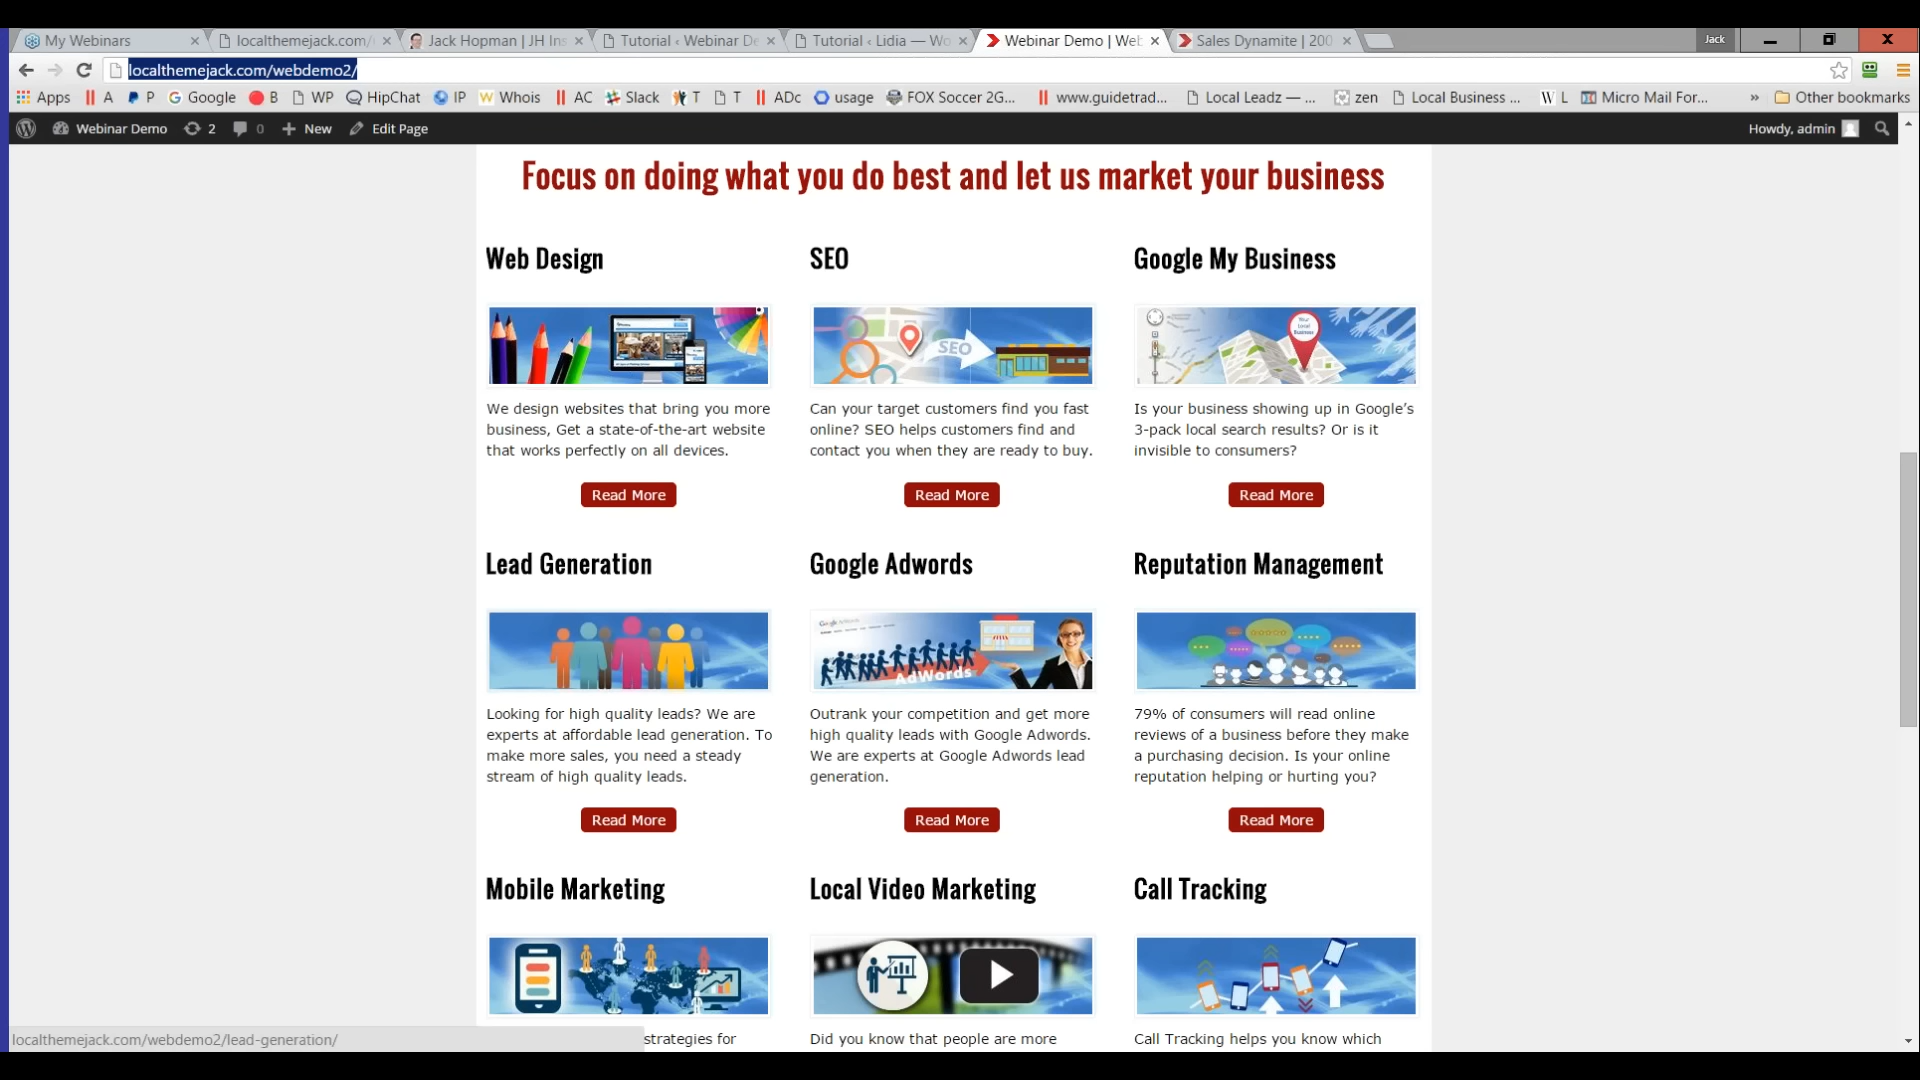 My Webinars
localthemejack.com/
Jack Hopman | JH Ins
Tutorial ‹ Webinar De
Tutorial ‹ Lidia — Wo
Webinar Demo | Web
Sales Dynamite | 200
Jack
localthemejack.com/webdemo2/
Apps
A
P
Google
B
WP
HipChat
IP
Whois
AC
Slack
T
T
ADc
usage
FOX Soccer 2G...
www.guidetrad...
Local Leadz — ...
zen
Local Business ...
W L
Micro Mail For...
»
Other bookmarks
Webinar Demo
2
0
New
Edit Page
Howdy, admin
Focus on doing what you do best and let us market your business
Web Design
SEO
Google My Business
SEO
Your
Local
Business
We design websites that bring you more
business, Get a state-of-the-art website
that works perfectly on all devices.
Can your target customers find you fast
online? SEO helps customers find and
contact you when they are ready to buy.
Is your business showing up in Google’s
3-pack local search results? Or is it
invisible to consumers?
Read More
Read More
Read More
Lead Generation
Google Adwords
Reputation Management
Google AdWords
AdWords
Looking for high quality leads? We are
experts at affordable lead generation. To
make more sales, you need a steady
stream of high quality leads.
Outrank your competition and get more
high quality leads with Google Adwords.
We are experts at Google Adwords lead
generation.
79% of consumers will read online
reviews of a business before they make
a purchasing decision. Is your online
reputation helping or hurting you?
Read More
Read More
Read More
Mobile Marketing
Local Video Marketing
Call Tracking
strategies for
Did you know that people are more
Call Tracking helps you know which
localthemejack.com/webdemo2/lead-generation/